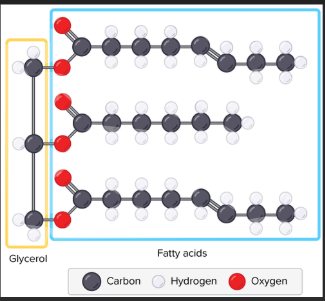 Glycerol
Fatty acids
Carbon Hydrogen Oxygen